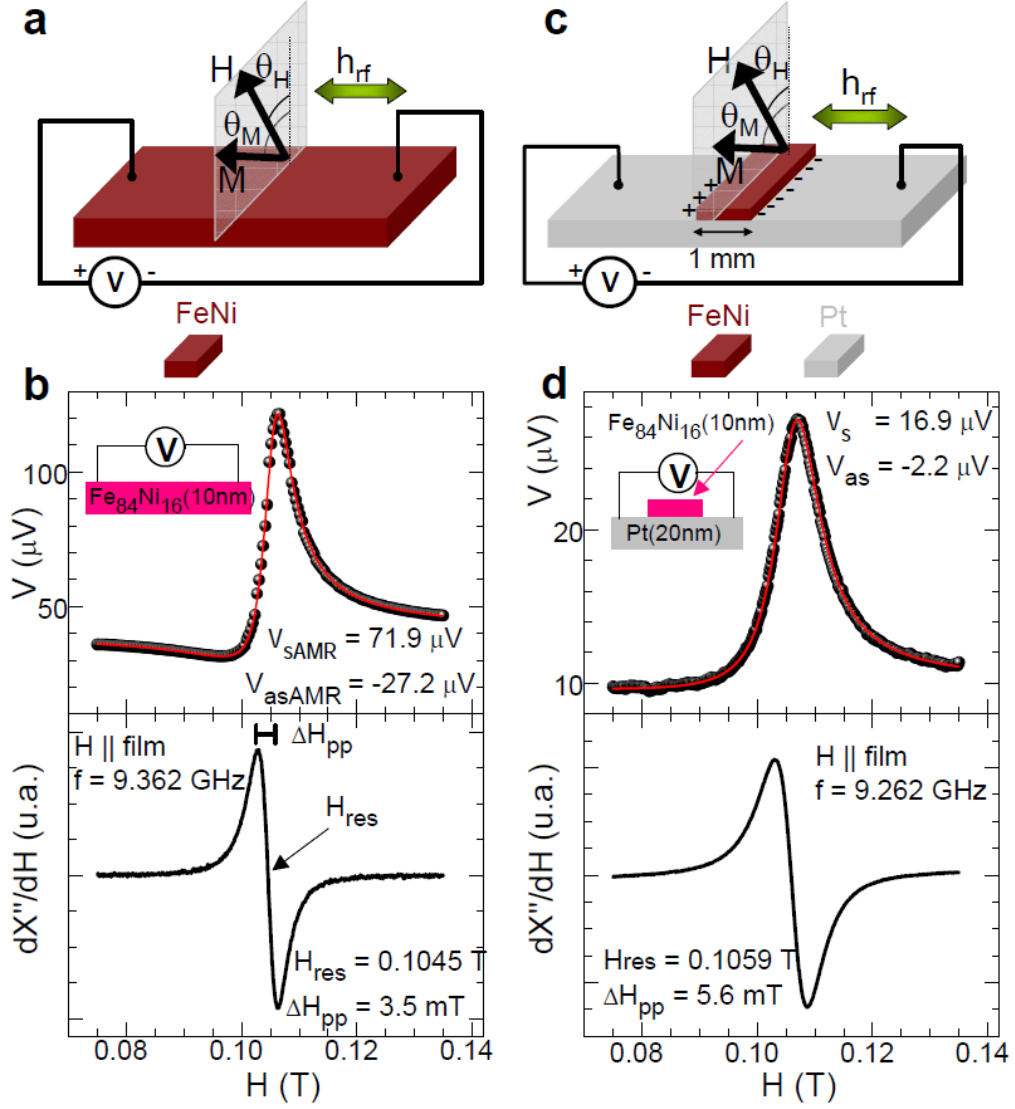 a
H
θH
hrf
θM
M
+ V -
FeNi
c
H
θH
hrf
θM
M
+ + + +
- - - - - -
1 mm
+ V -
FeNi
Pt
b
V
Fe84Ni16(10nm)
VsAMR = 71.9 μV
VasAMR = -27.2 μV
V (μV)
100
50
ΔHpp
H || film
f = 9.362 GHz
Hres
Hres = 0.1045 T
ΔHpp = 3.5 mT
dX"/dH (u.a.)
0.08
0.10
0.12
0.14
H (T)
d
Fe84Ni16(10nm)
V
Pt(20nm)
Vs = 16.9 μV
Vas = -2.2 μV
V (μV)
20
10
H || film
f = 9.262 GHz
Hres = 0.1059 T
ΔHpp = 5.6 mT
dX"/dH (u.a.)
0.08
0.10
0.12
0.14
H (T)